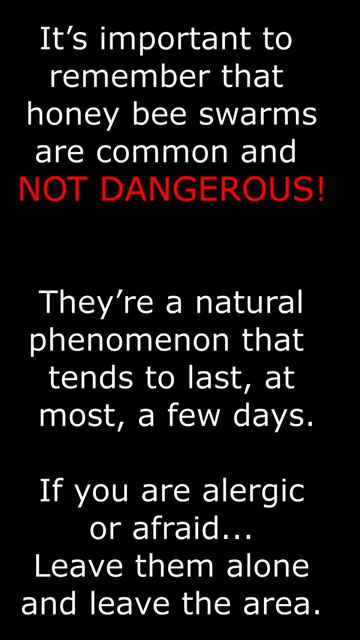 It’s important to
remember that
honey bee swarms
are common and
NOT DANGEROUS!
They’re a natural
phenomenon that
tends to last, at
most, a few days.
If you are alergic
or afraid...
Leave them alone
and leave the area.